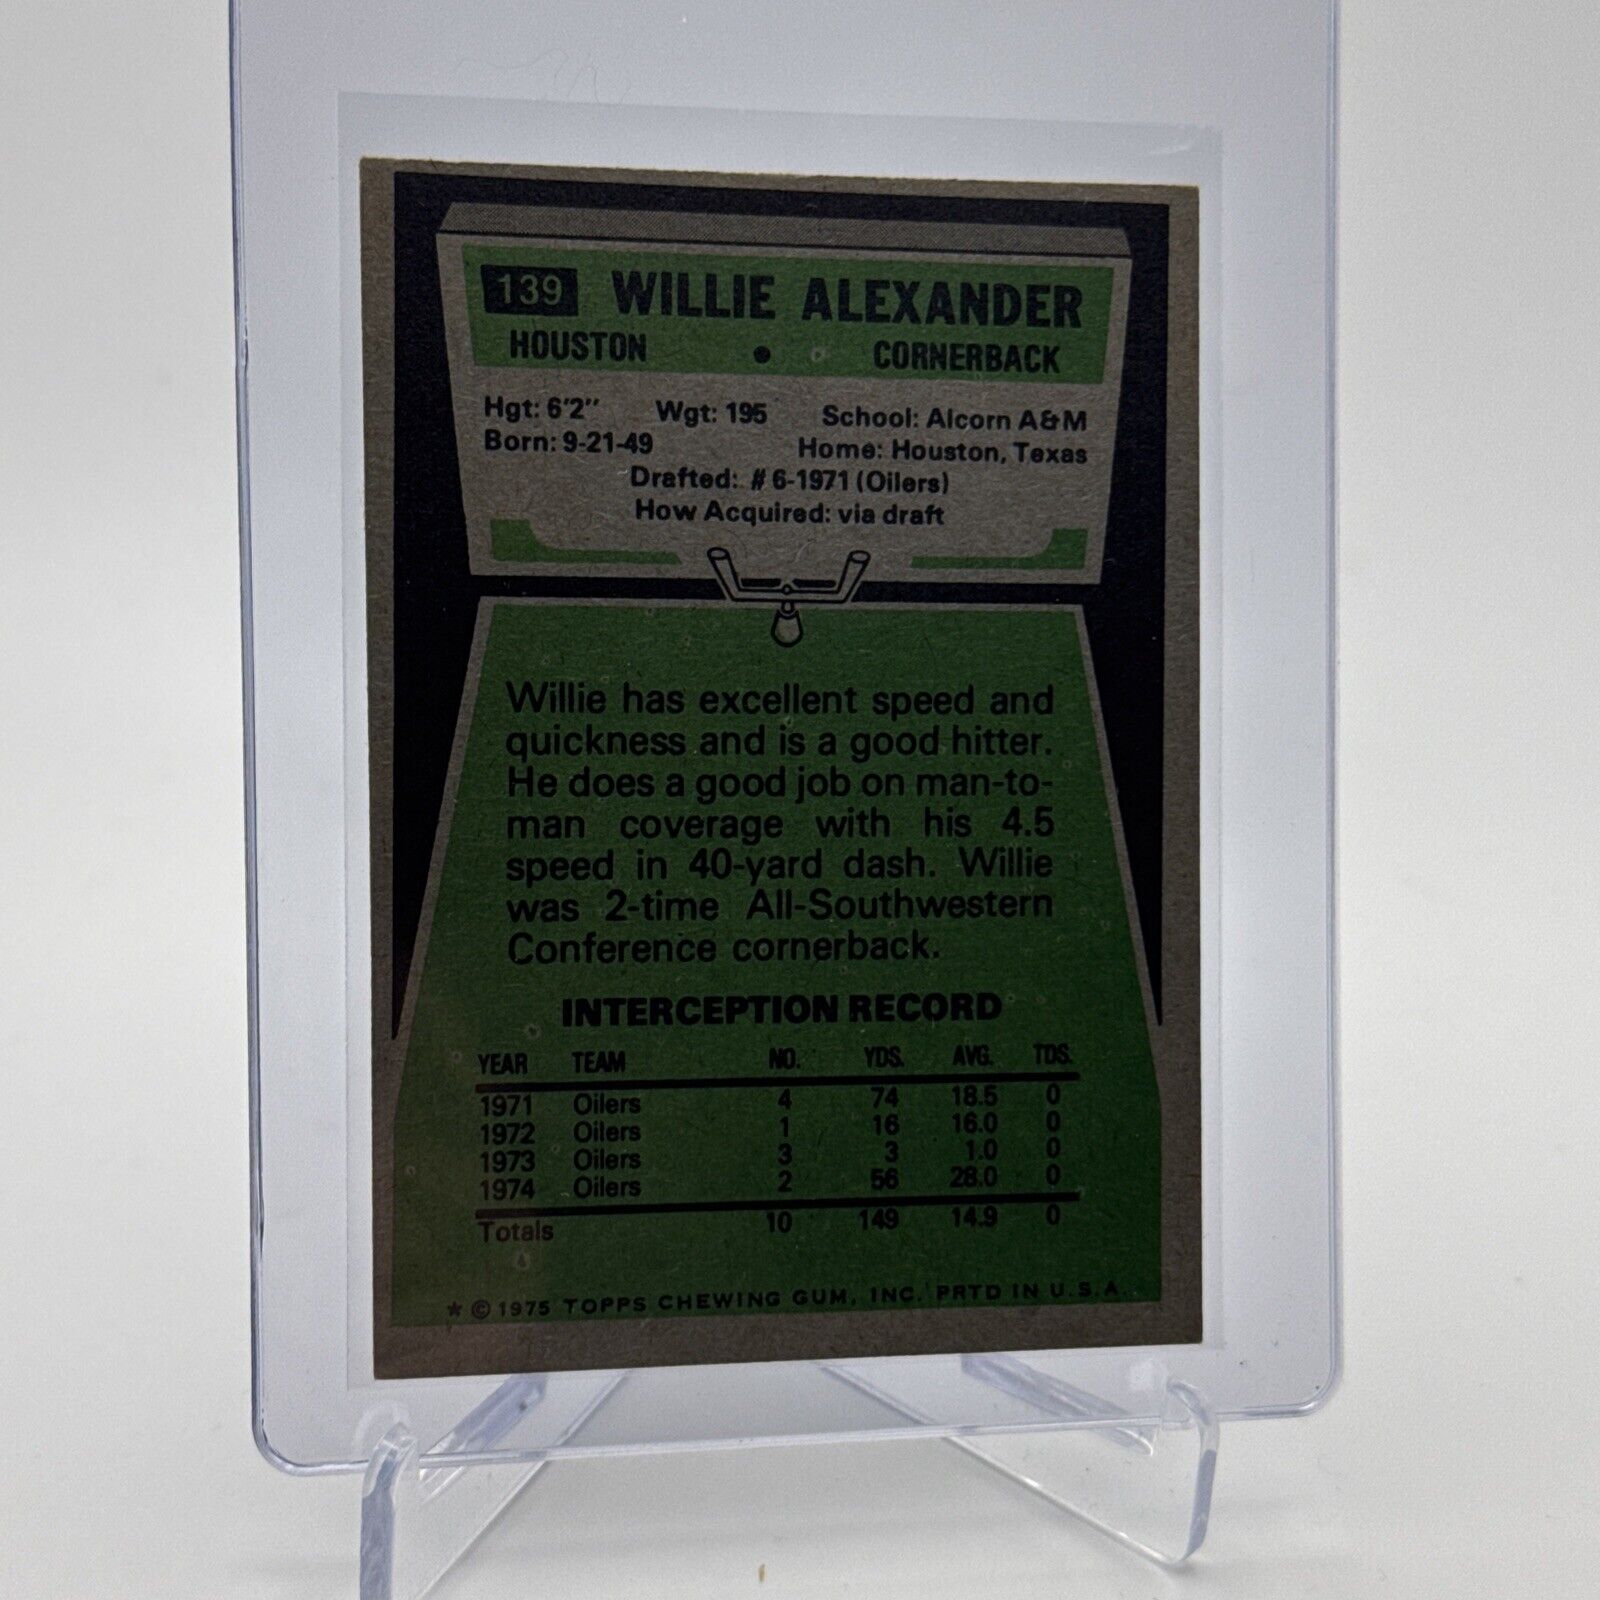 139 WILLIE ALEXANDER
HOUSTON • CORNERBACK
Hgt: 6'2" Wgt: 195 School: Alcorn A&M
Born: 9-21-49 Home: Houston, Texas
Drafted: # 6-1971 (Oilers)
How Acquired: via draft
Willie has excellent speed and
quickness and is a good hitter.
He does a good job on man-to-
man coverage with his 4.5
speed in 40-yard dash. Willie
was 2-time All-Southwestern
Conference cornerback.
INTERCEPTION RECORD
YEAR TEAM NO. YDS. AVG. TDS.
1971 Oilers 4 74 18.5 0
1972 Oilers 1 16 16.0 0
1973 Oilers 3 3 1.0 0
1974 Oilers 2 56 28.0 0
Totals 10 149 14.9 0
* © 1975 TOPPS CHEWING GUM, INC. PRTD IN U.S.A.